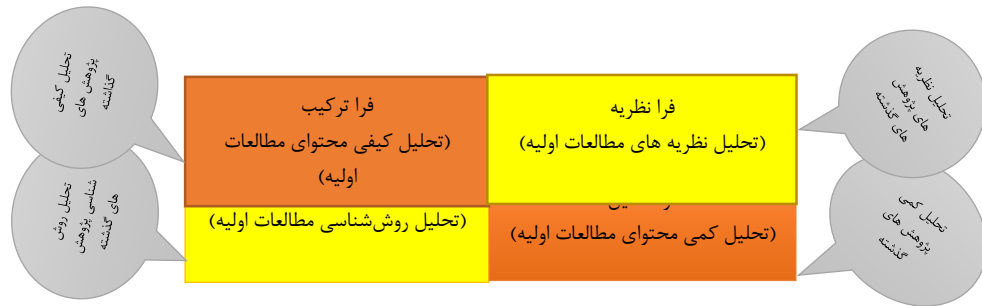 تحلیل نظریه
های پژوهش
های گذشته
فرا نظریه
(تحلیل نظریه های مطالعات اولیه)
فرا ترکیب
(تحلیل کیفی محتوای مطالعات
اولیه)
تحلیل کیفی
پژوهش های
گذاشته
تحلیل کمی
پژوهش های
گذشته
(تحلیل کمی محتوای مطالعات اولیه)
(تحلیل روش‌شناسی مطالعات اولیه)
تحلیل روش
شناسی پژوهش
های گذشته